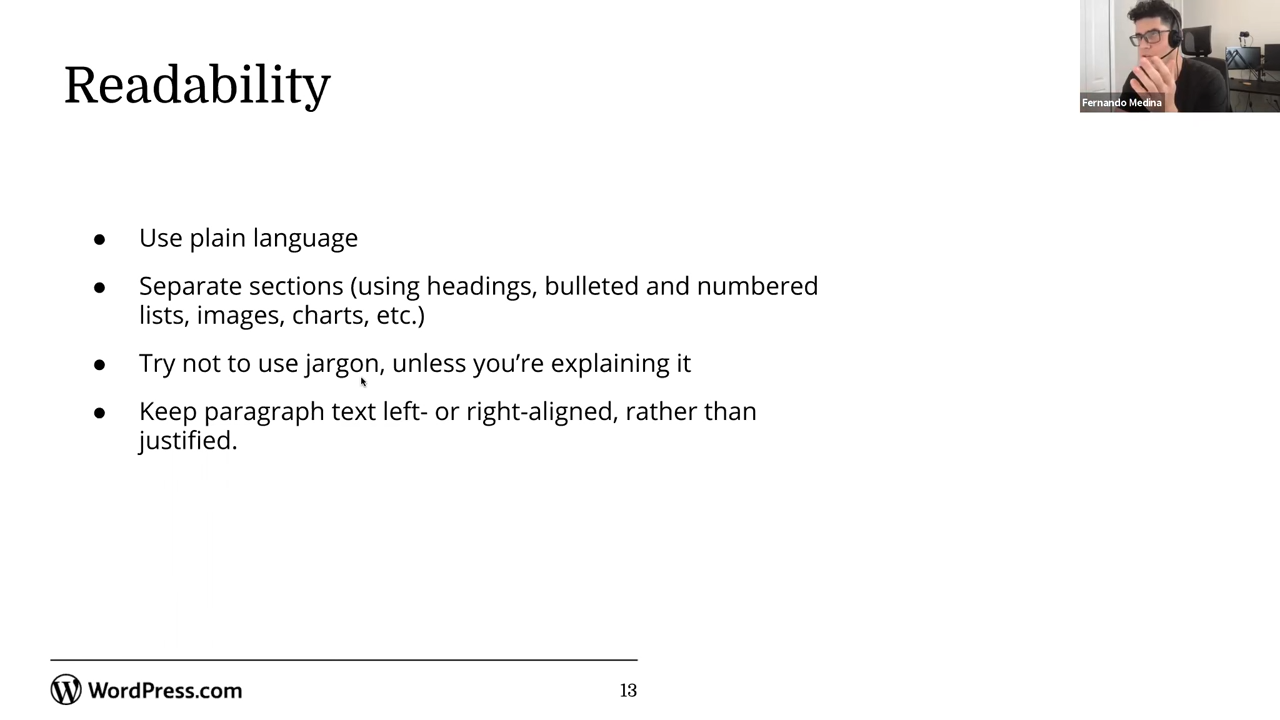 Readability
Fernando Medina
● Use plain language
● Separate sections (using headings, bulleted and numbered
lists, images, charts, etc.)
● Try not to use jargon, unless you’re explaining it
● Keep paragraph text left- or right-aligned, rather than
justified.
WordPress.com
13